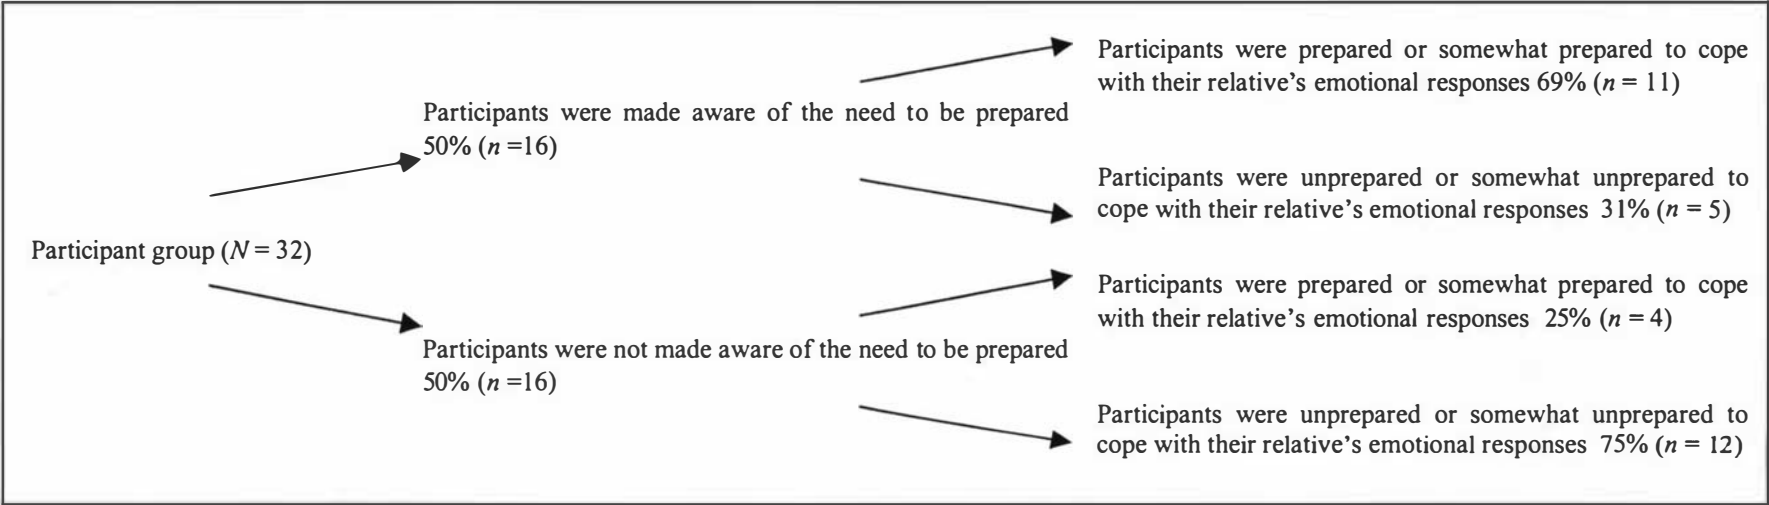 Participant group (N = 32)
Participants were made aware of the need to be prepared
50% (n =16)
Participants were prepared or somewhat prepared to cope
with their relative's emotional responses 69% (n = 11)
Participants were unprepared or somewhat unprepared to
cope with their relative's emotional responses 31% (n = 5)
Participants were not made aware of the need to be prepared
50% (n =16)
Participants were prepared or somewhat prepared to cope
with their relative's emotional responses 25% (n = 4)
Participants were unprepared or somewhat unprepared to
cope with their relative's emotional responses 75% (n = 12)